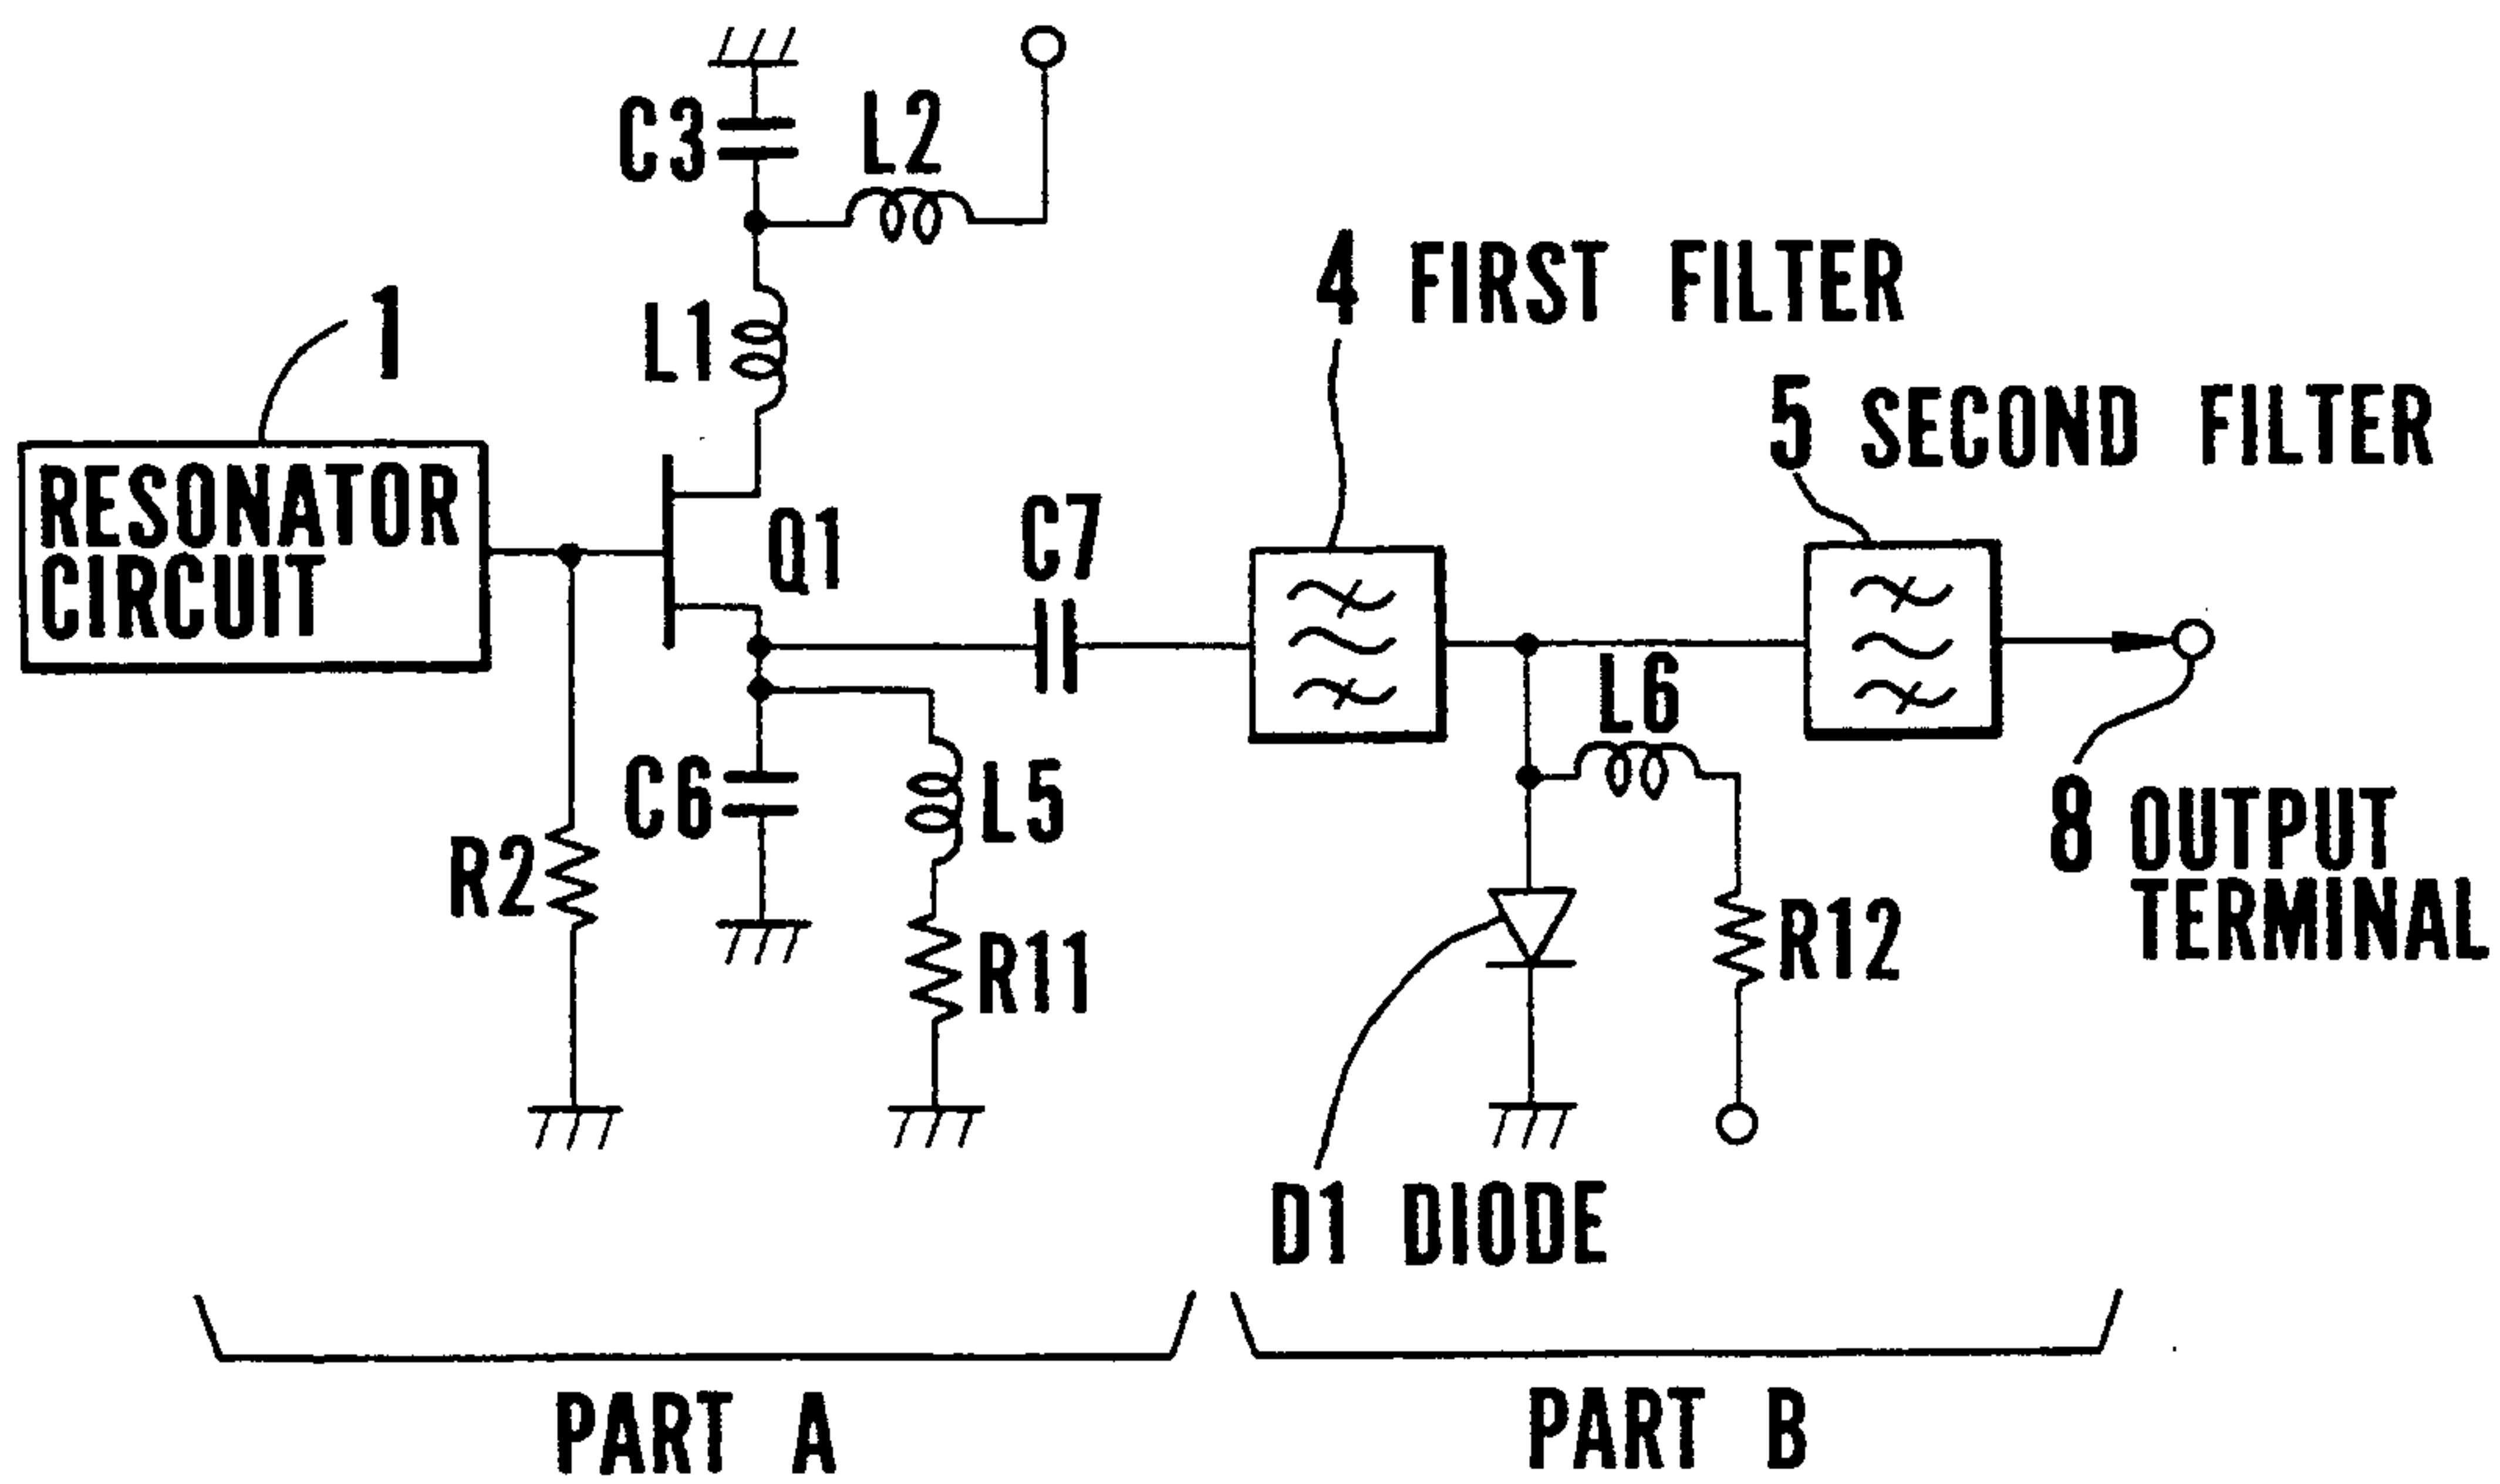 C3
L2
4 FIRST FILTER
1
L1
5 SECOND FILTER
RESONATOR
CIRCUIT
Q1
C7
L6
C6
L5
8 OUTPUT
TERMINAL
R2
R11
R12
D1 DIODE
PART A
PART B